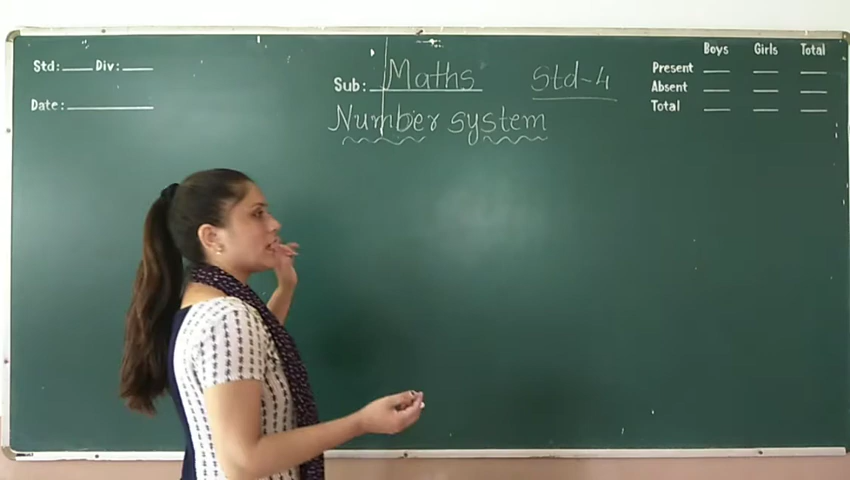 Std: Div:
Date:
Sub: Maths Std-4
Number system
Boys Girls Total
Present
Absent
Total